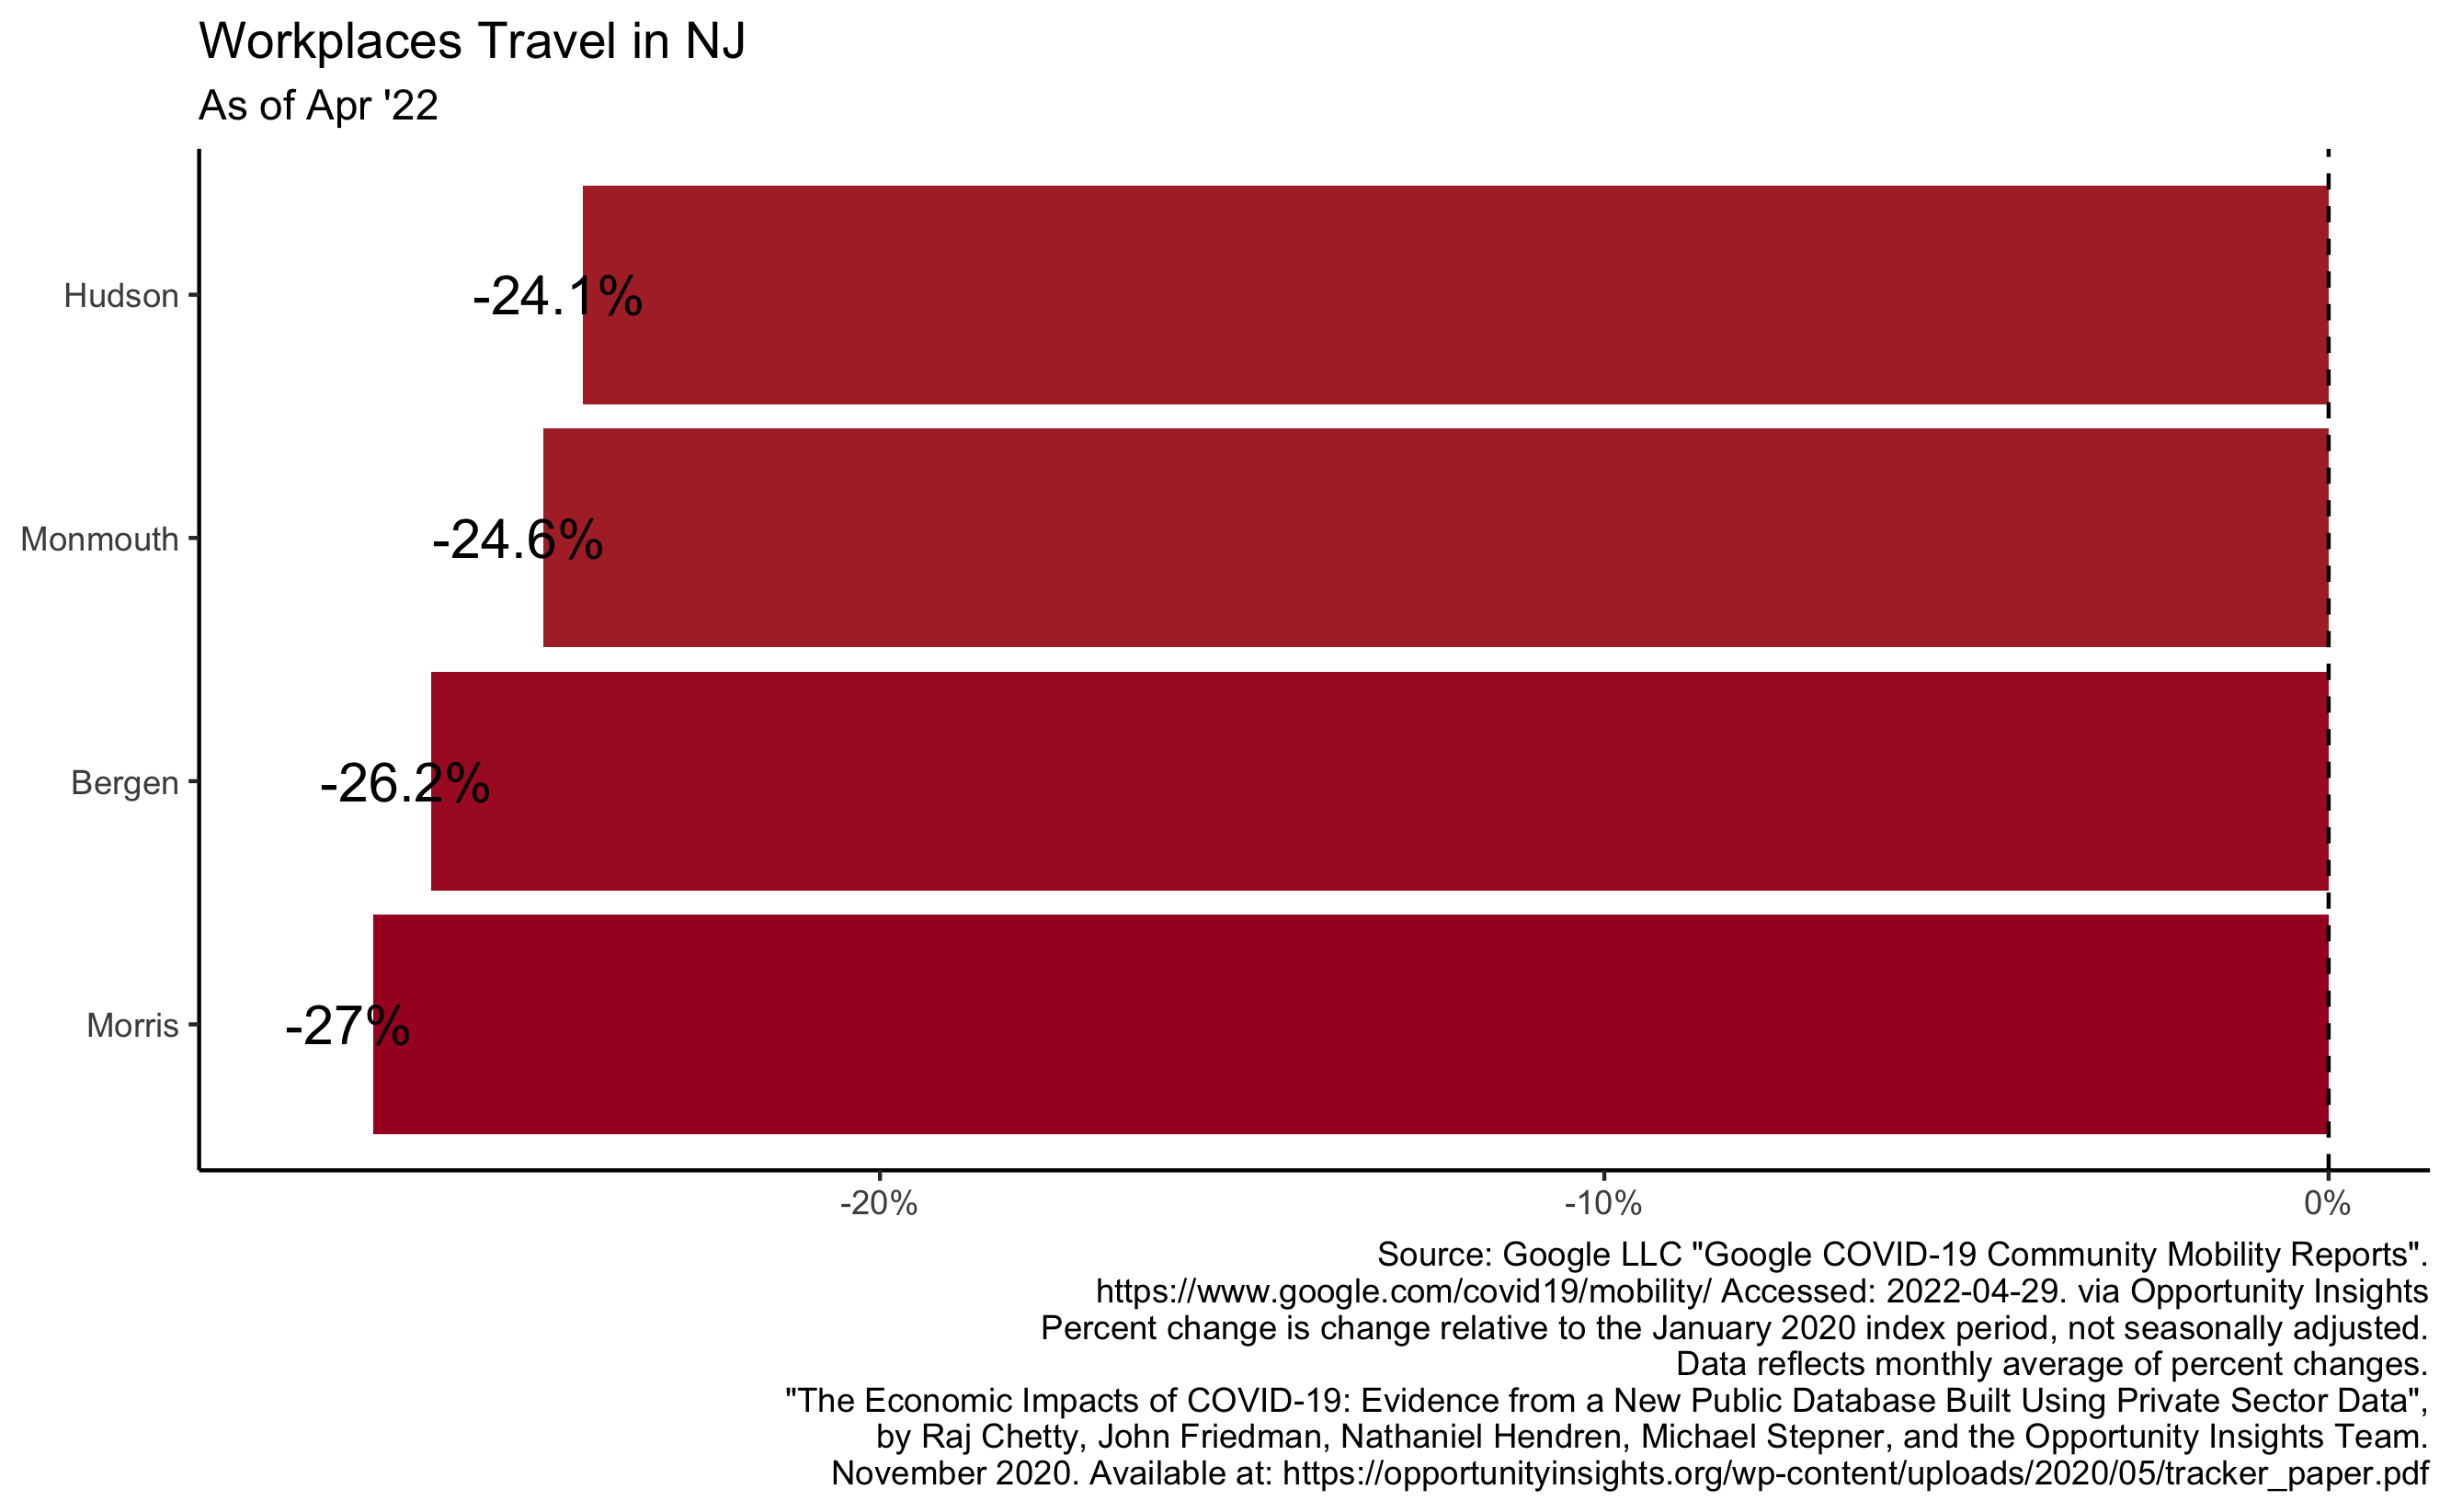 Workplaces Travel in NJ
As of Apr '22
Hudson
-24.1%
Monmouth
-24.6%
Bergen
-26.2%
Morris
-27%
-20%
-10%
0%
Source: Google LLC "Google COVID-19 Community Mobility Reports".
https://www.google.com/covid19/mobility/ Accessed: 2022-04-29. via Opportunity Insights
Percent change is change relative to the January 2020 index period, not seasonally adjusted.
Data reflects monthly average of percent changes.
"The Economic Impacts of COVID-19: Evidence from a New Public Database Built Using Private Sector Data",
by Raj Chetty, John Friedman, Nathaniel Hendren, Michael Stepner, and the Opportunity Insights Team.
November 2020. Available at: https://opportunityinsights.org/wp-content/uploads/2020/05/tracker_paper.pdf